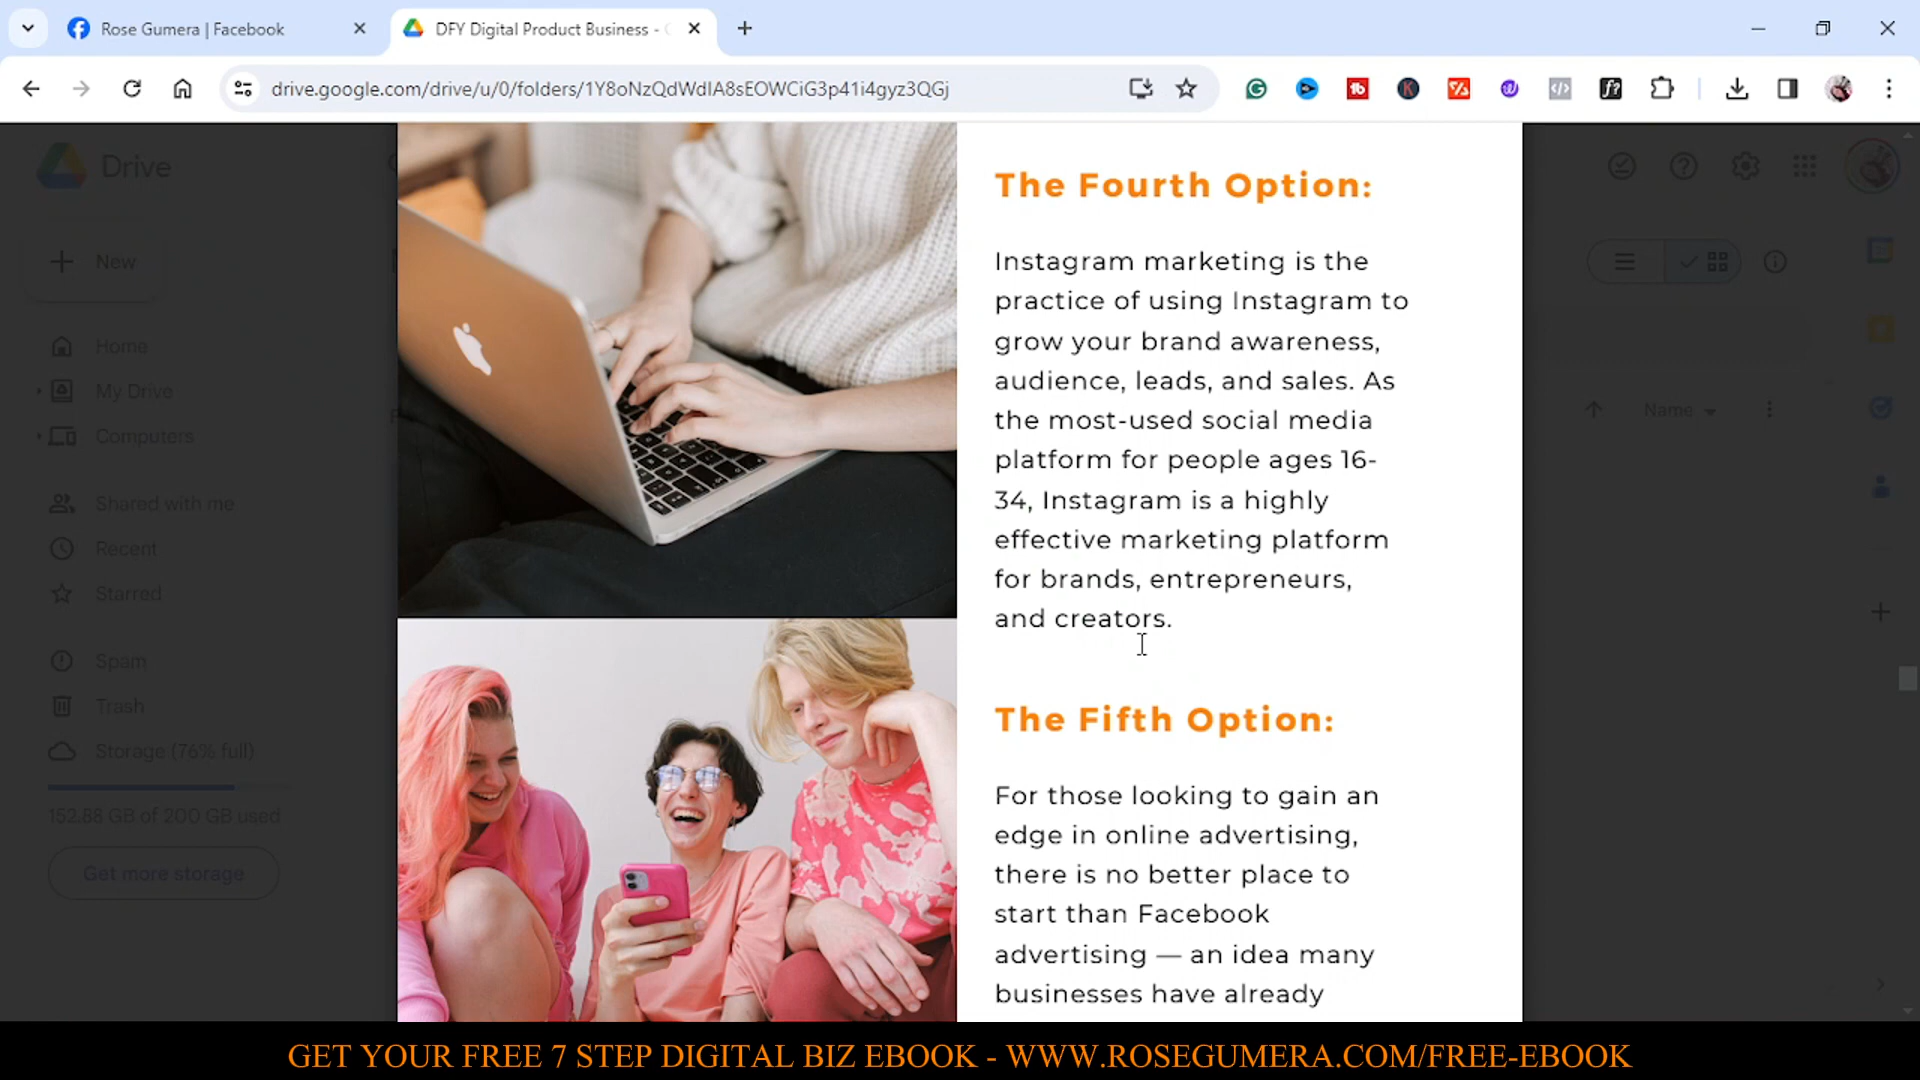 Rose Gumera | Facebook
DFY Digital Product Business -
drive.google.com/drive/u/0/folders/1Y8oNzQdWdIA8sEOWCiG3p41i4gyz3QGj
Drive
New
Home
My Drive
Computers
Shared with me
Recent
Starred
Spam
Trash
Storage (76% full)
152.88 GB of 200 GB used
Get more storage
Name
The Fourth Option:
Instagram marketing is the
practice of using Instagram to
grow your brand awareness,
audience, leads, and sales. As
the most-used social media
platform for people ages 16-
34, Instagram is a highly
effective marketing platform
for brands, entrepreneurs,
and creators.
The Fifth Option:
For those looking to gain an
edge in online advertising,
there is no better place to
start than Facebook
advertising — an idea many
businesses have already
GET YOUR FREE 7 STEP DIGITAL BIZ EBOOK - WWW.ROSEGUMERA.COM/FREE-EBOOK